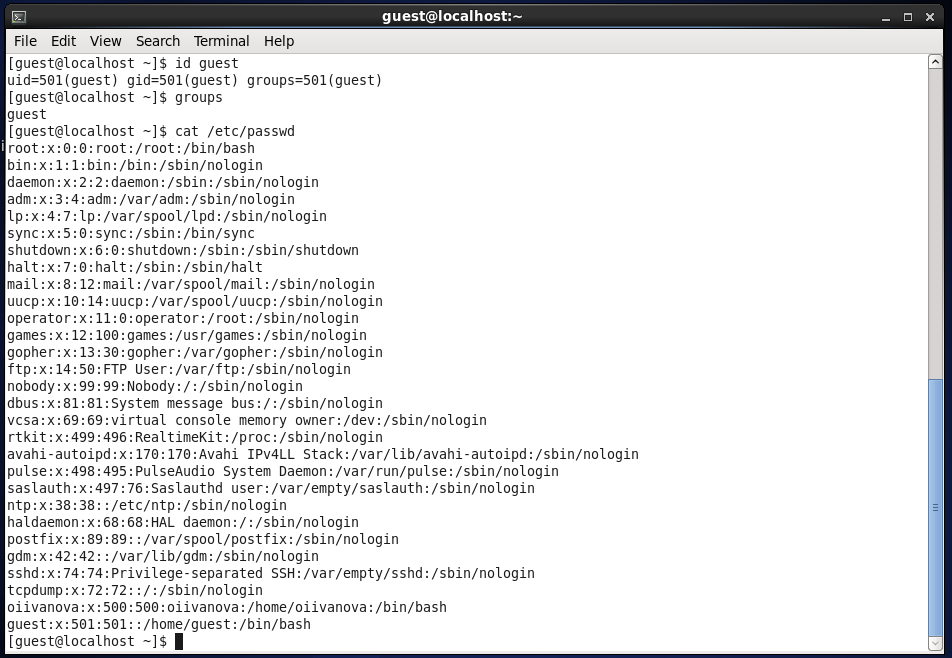 guest@localhost:~
File Edit View Search Terminal Help
[guest@localhost ~]$ id guest
uid=501(guest) gid=501(guest) groups=501(guest)
[guest@localhost ~]$ groups
guest
[guest@localhost ~]$ cat /etc/passwd
root:x:0:0:root:/root:/bin/bash
bin:x:1:1:bin:/bin:/sbin/nologin
daemon:x:2:2:daemon:/sbin:/sbin/nologin
adm:x:3:4:adm:/var/adm:/sbin/nologin
lp:x:4:7:lp:/var/spool/lpd:/sbin/nologin
sync:x:5:0:sync:/sbin:/bin/sync
shutdown:x:6:0:shutdown:/sbin:/sbin/shutdown
halt:x:7:0:halt:/sbin:/sbin/halt
mail:x:8:12:mail:/var/spool/mail:/sbin/nologin
uucp:x:10:14:uucp:/var/spool/uucp:/sbin/nologin
operator:x:11:0:operator:/root:/sbin/nologin
games:x:12:100:games:/usr/games:/sbin/nologin
gopher:x:13:30:gopher:/var/gopher:/sbin/nologin
ftp:x:14:50:FTP User:/var/ftp:/sbin/nologin
nobody:x:99:99:Nobody:/:/sbin/nologin
dbus:x:81:81:System message bus:/:/sbin/nologin
vcsa:x:69:69:virtual console memory owner:/dev:/sbin/nologin
rtkit:x:499:496:RealtimeKit:/proc:/sbin/nologin
avahi-autoipd:x:170:170:Avahi IPv4LL Stack:/var/lib/avahi-autoipd:/sbin/nologin
pulse:x:498:495:PulseAudio System Daemon:/var/run/pulse:/sbin/nologin
saslauth:x:497:76:Saslauthd user:/var/empty/saslauth:/sbin/nologin
ntp:x:38:38::/etc/ntp:/sbin/nologin
haldaemon:x:68:68:HAL daemon:/:/sbin/nologin
postfix:x:89:89::/var/spool/postfix:/sbin/nologin
gdm:x:42:42::/var/lib/gdm:/sbin/nologin
sshd:x:74:74:Privilege-separated SSH:/var/empty/sshd:/sbin/nologin
tcpdump:x:72:72::/:/sbin/nologin
oiivanova:x:500:500:oiivanova:/home/oiivanova:/bin/bash
guest:x:501:501::/home/guest:/bin/bash
[guest@localhost ~]$